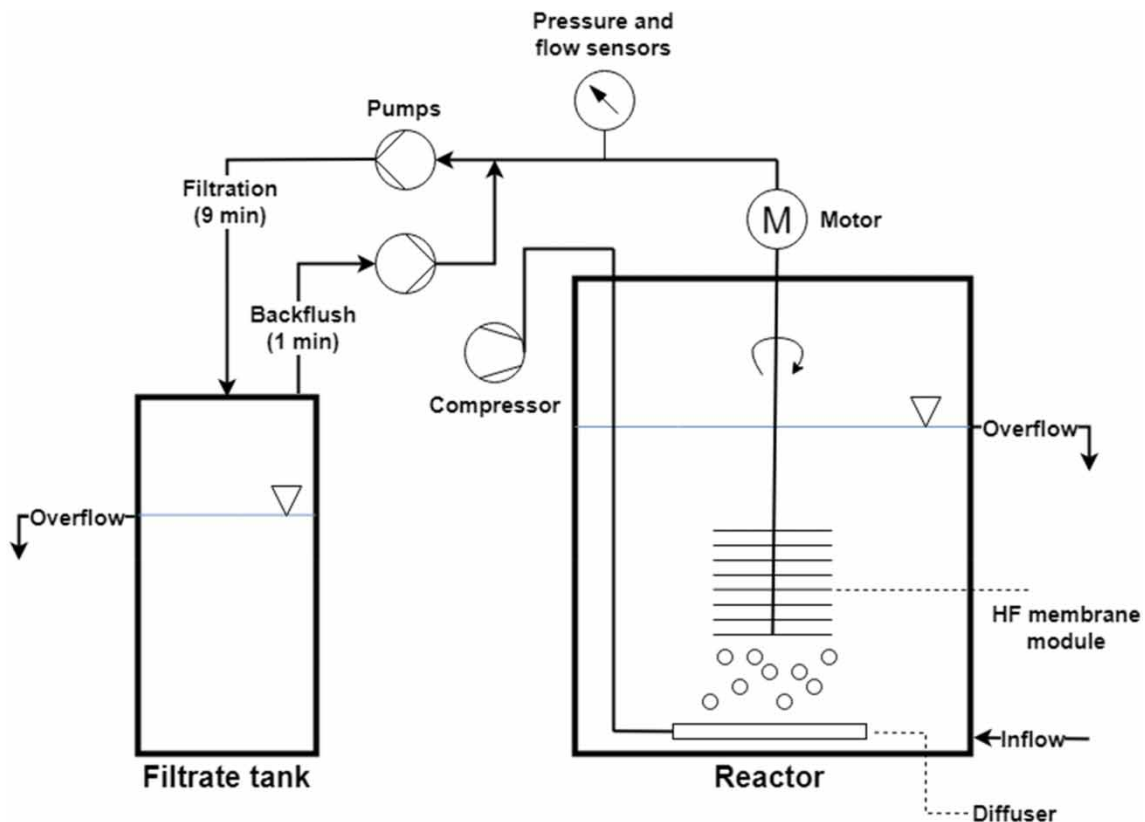 Pressure and
flow sensors
Pumps
Filtration
(9 min)
M
Motor
Backflush
(1 min)
Compressor
Overflow
Overflow
HF membrane
module
Inflow
Filtrate tank
Reactor
Diffuser